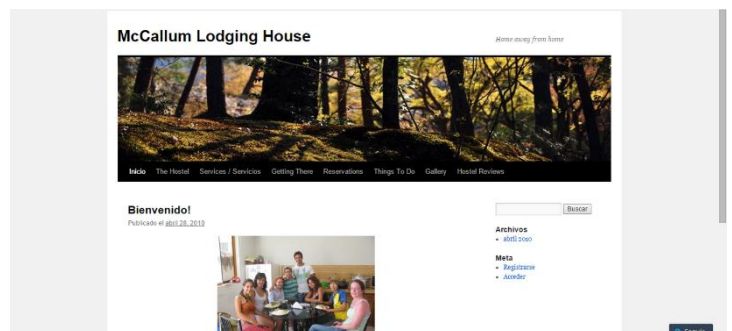 McCallum Lodging House
Home away from home
Inicio The Hostel Services / Servicios Getting There Reservations Things To Do Gallery Hostel Reviews
Bienvenido!
Publicado el abril 28, 2010
Buscar
Archivos
abril 2010
Meta
Registrarse
Acceder